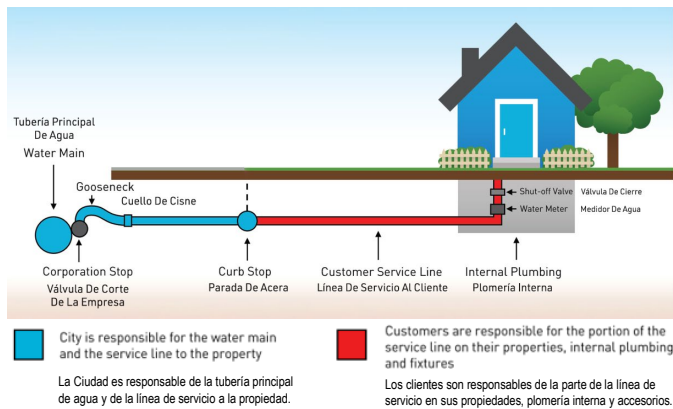 Tubería Principal
De Agua
Water Main
Gooseneck
Cuello De Cisne
Shut-off Valve Válvula De Cierre
Water Meter Medidor De Agua
Corporation Stop
Válvula De Corte
De La Empresa
Curb Stop
Parada De Acera
Customer Service Line
Línea De Servicio Al Cliente
Internal Plumbing
Plomería Interna
City is responsible for the water main
and the service line to the property
La Ciudad es responsable de la tubería principal
de agua y de la línea de servicio a la propiedad.
Customers are responsible for the portion of the
service line on their properties, internal plumbing
and fixtures
Los clientes son responsables de la parte de la línea de
servicio en sus propiedades, plomería interna y accesorios.